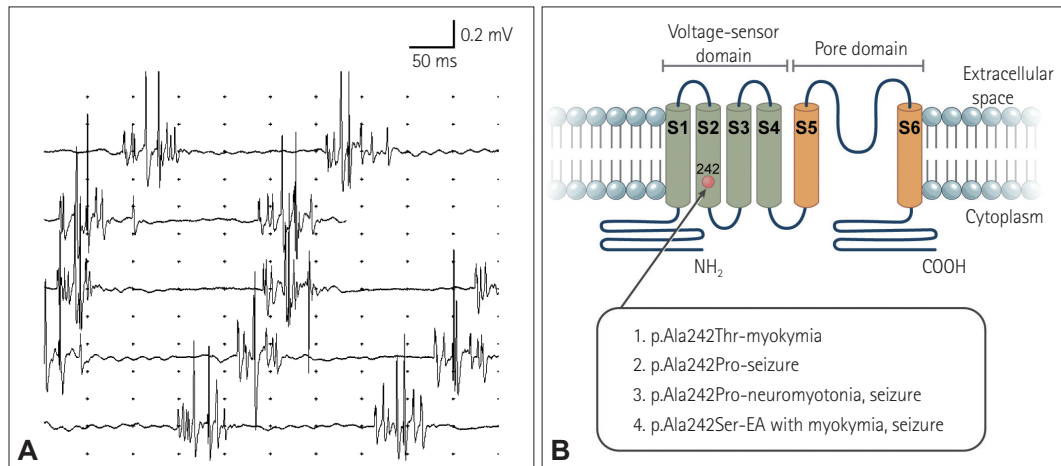 A
0.2 mV
50 ms
B
Voltage-sensor
domain
Pore domain
Extracellular
space
S1 S2 S3 S4 S5 S6
242
Cytoplasm
NH2
COOH
1. p.Ala242Thr-myokymia
2. p.Ala242Pro-seizure
3. p.Ala242Pro-neuromyotonia, seizure
4. p.Ala242Ser-EA with myokymia, seizure